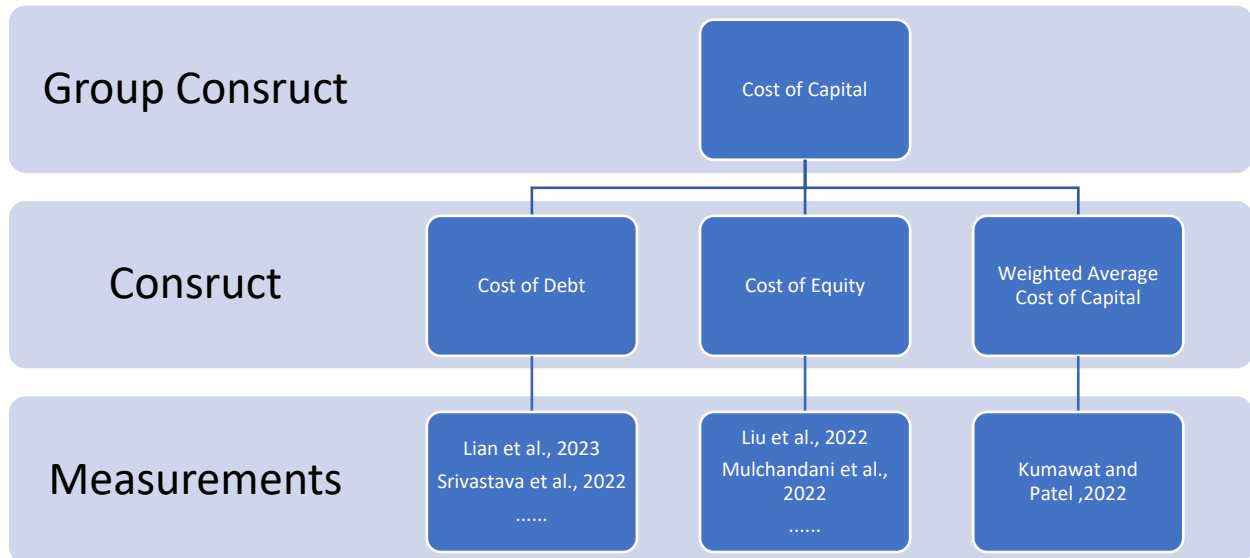 Group Consruct
Cost of Capital
Consruct
Cost of Debt
Cost of Equity
Weighted Average
Cost of Capital
Measurements
Lian et al., 2023
Srivastava et al., 2022
......
Liu et al., 2022
Mulchandani et al.,
2022
......
Kumawat and
Patel ,2022